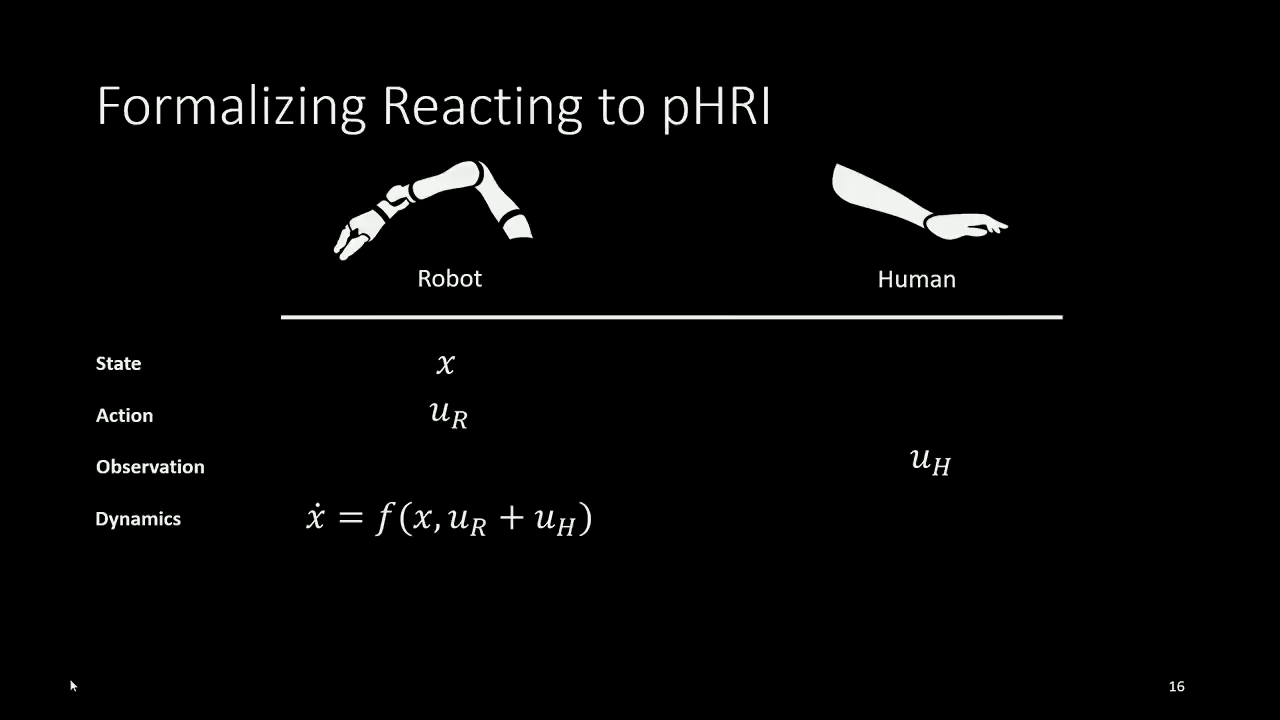 Formalizing Reacting to pHRI
Robot Human
State x
Action u_R
Observation u_H
Dynamics ẋ = f(x, u_R + u_H)
16